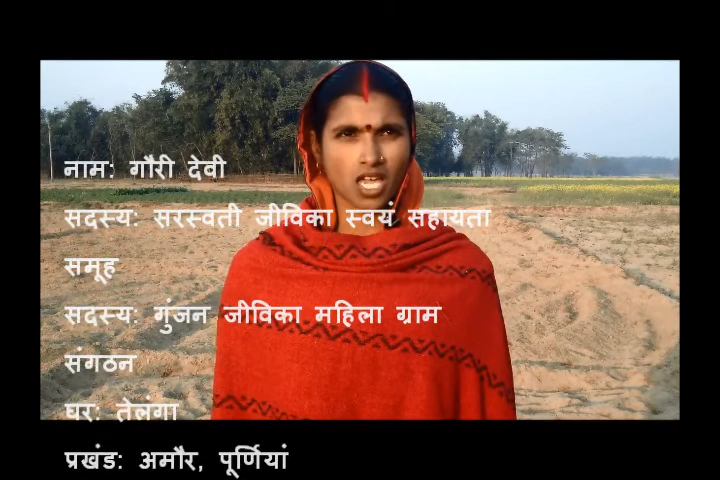 नाम: गौरी देवी
सदस्य: सरस्वती जीविका स्वयं सहायता
समूह
सदस्य: गुंजन जीविका महिला ग्राम
संगठन
घर: तेलंगा
प्रखंड: अमौर, पूर्णियां